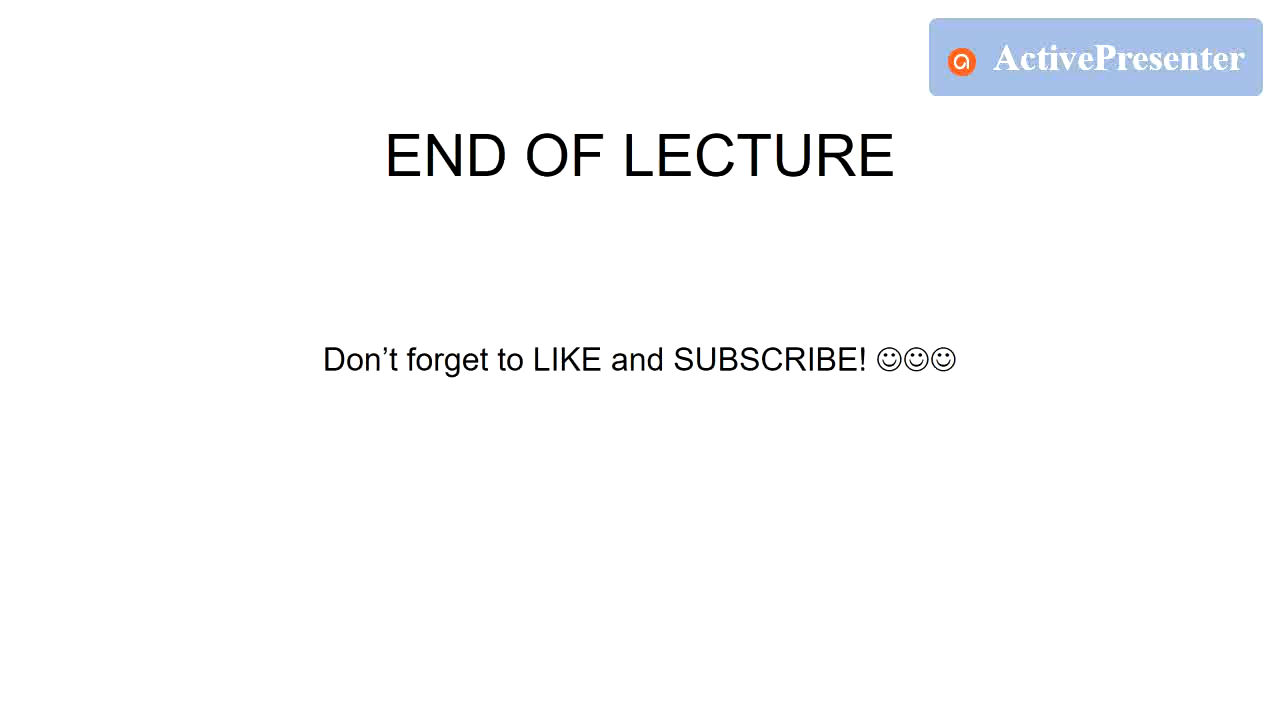 ActivePresenter
END OF LECTURE
Don’t forget to LIKE and SUBSCRIBE! ☺☺☺